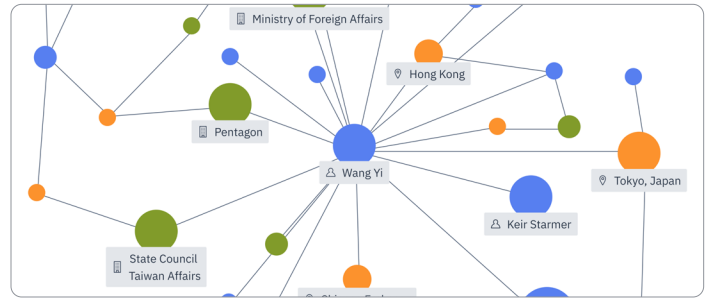 Ministry of Foreign Affairs
Hong Kong
Pentagon
Wang Yi
Tokyo, Japan
Keir Starmer
State Council
Taiwan Affairs